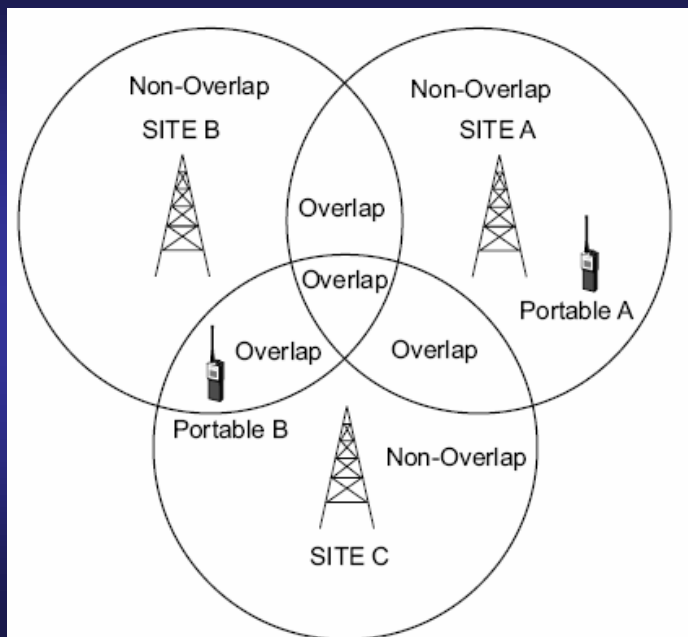 Non-Overlap
SITE B
Non-Overlap
SITE A
Overlap
Overlap
Portable A
Overlap
Overlap
Portable B
Non-Overlap
SITE C